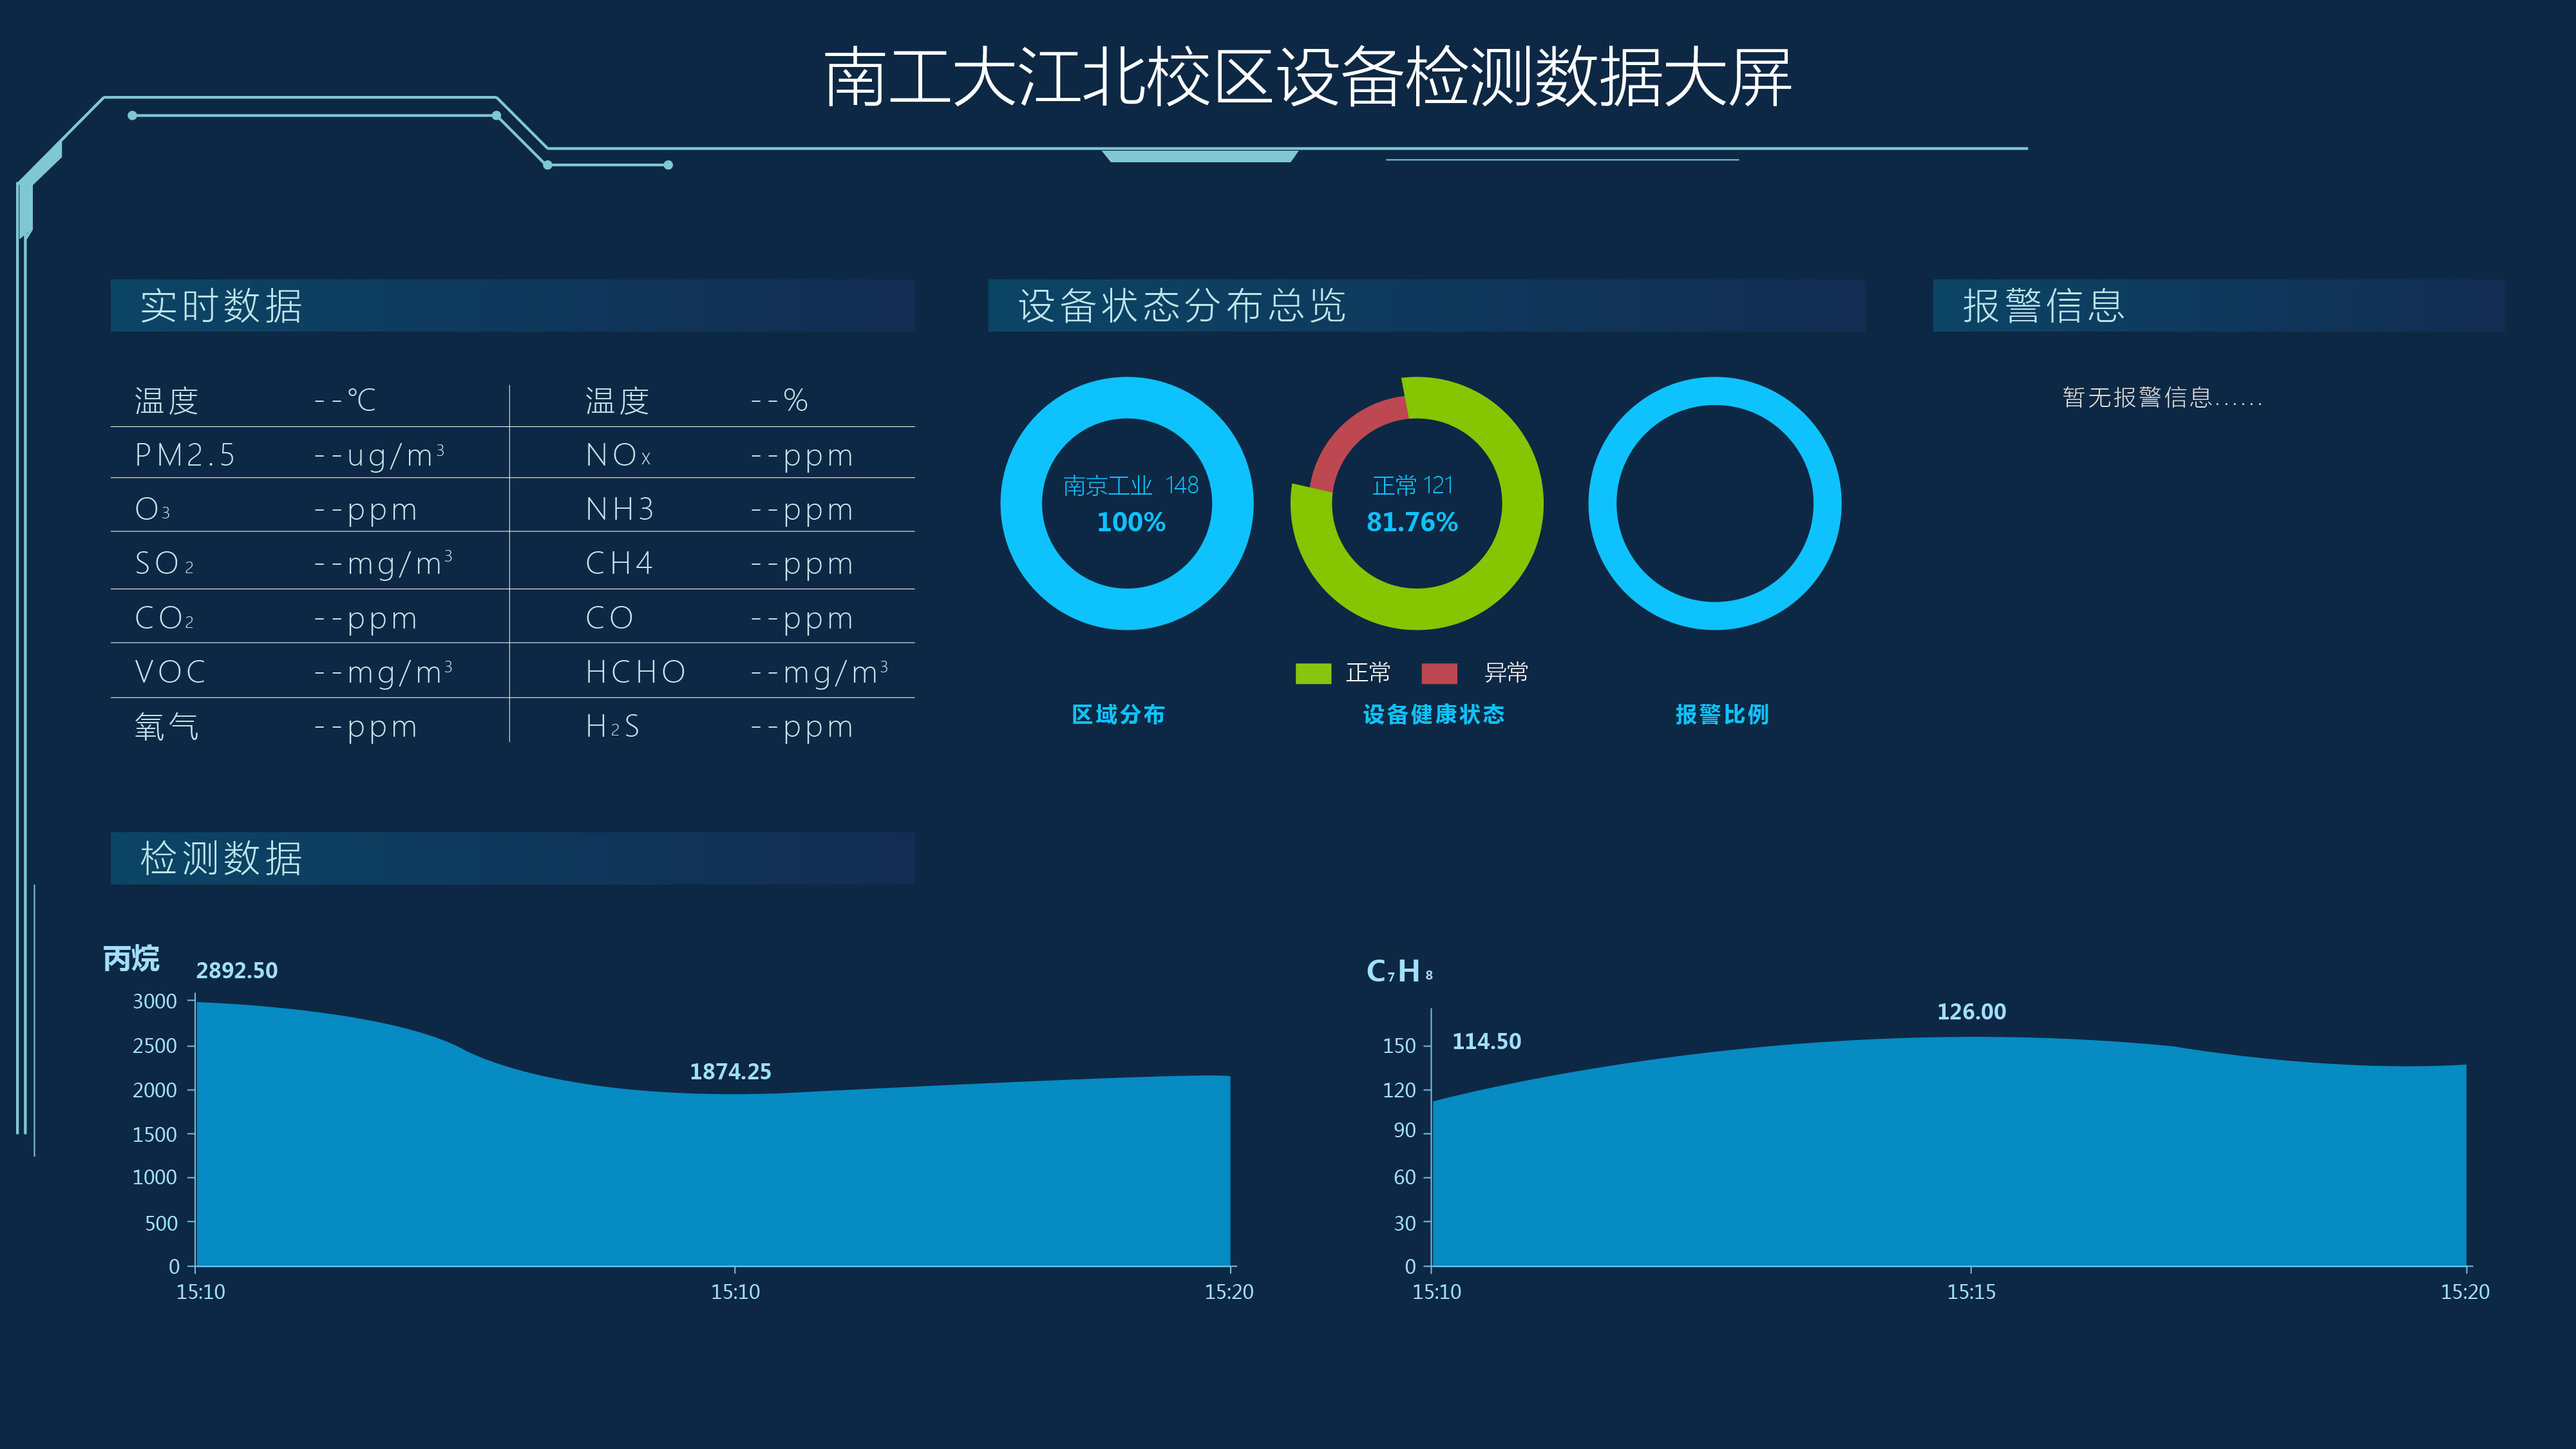 南工大江北校区设备检测数据大屏
实时数据
温度 --℃ 温度 --%
PM2.5 --ug/m³ NOₓ --ppm
O₃ --ppm NH3 --ppm
SO₂ --mg/m³ CH4 --ppm
CO₂ --ppm CO --ppm
VOC --mg/m³ HCHO --mg/m³
氧气 --ppm H₂S --ppm
设备状态分布总览
南京工业 148
100%
区域分布
正常 121
81.76%
正常 异常
设备健康状态
报警比例
报警信息
暂无报警信息......
检测数据
丙烷
2892.50
1874.25
3000
2500
2000
1500
1000
500
0
15:10 15:10 15:20
C₇H₈
114.50
126.00
150
120
90
60
30
0
15:10 15:15 15:20